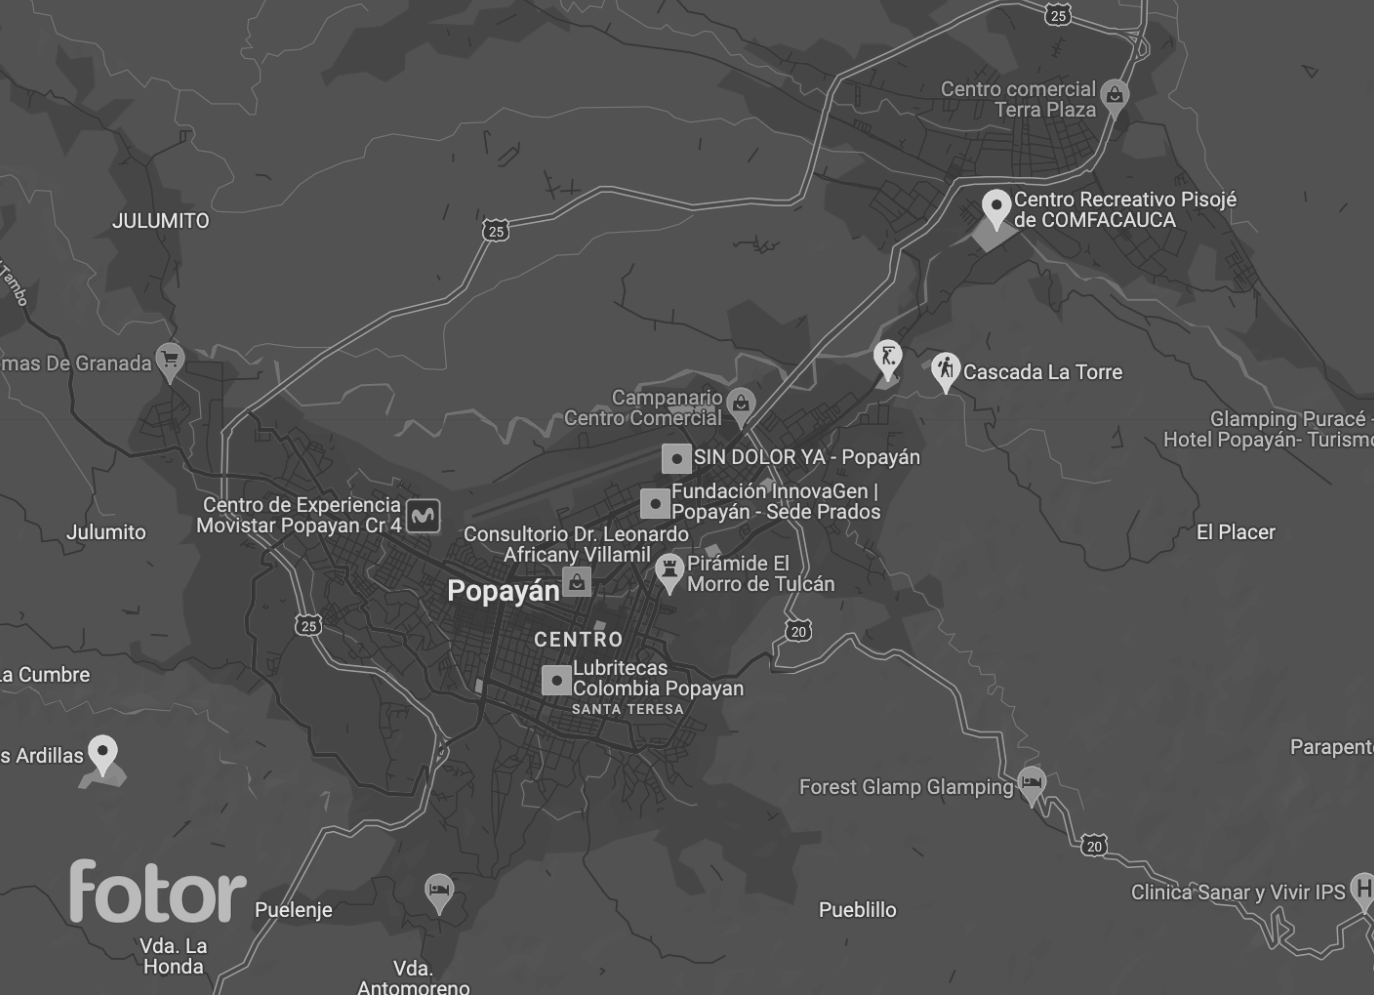 25
Centro comercial
Terra Plaza
Centro Recreativo Pisojé
de COMFACAUCA
JULUMITO
25
Tambo
mas De Granada
Cascada La Torre
Campanario
Centro Comercial
Glamping Puracé -
Hotel Popayán- Turismo
SIN DOLOR YA - Popayán
Fundación InnovaGen |
Popayán - Sede Prados
Centro de Experiencia
Movistar Popayan Cr 4
Julumito
Consultorio Dr. Leonardo
Africany Villamil
El Placer
Pirámide El
Morro de Tulcán
Popayán
25
20
CENTRO
Lubritecas
Colombia Popayan
SANTA TERESA
La Cumbre
s Ardillas
Parapent
Forest Glamp Glamping
20
fotor
Clinica Sanar y Vivir IPS
H
Puelenje
Pueblillo
Vda. La
Honda
Vda.
Antomoreno